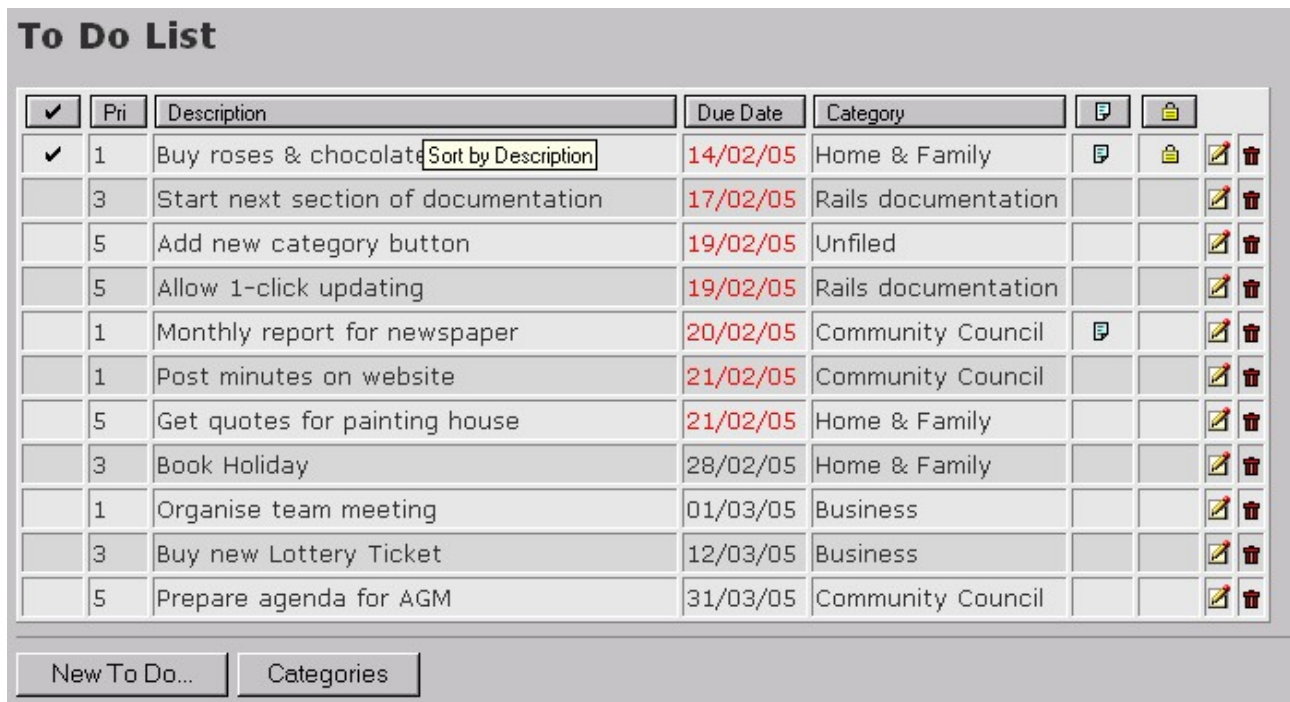 To Do List
Pri Description Due Date Category
1 Buy roses & chocolate Sort by Description 14/02/05 Home & Family
3 Start next section of documentation 17/02/05 Rails documentation
5 Add new category button 19/02/05 Unfiled
5 Allow 1-click updating 19/02/05 Rails documentation
1 Monthly report for newspaper 20/02/05 Community Council
1 Post minutes on website 21/02/05 Community Council
5 Get quotes for painting house 21/02/05 Home & Family
3 Book Holiday 28/02/05 Home & Family
1 Organise team meeting 01/03/05 Business
3 Buy new Lottery Ticket 12/03/05 Business
5 Prepare agenda for AGM 31/03/05 Community Council
New To Do... Categories